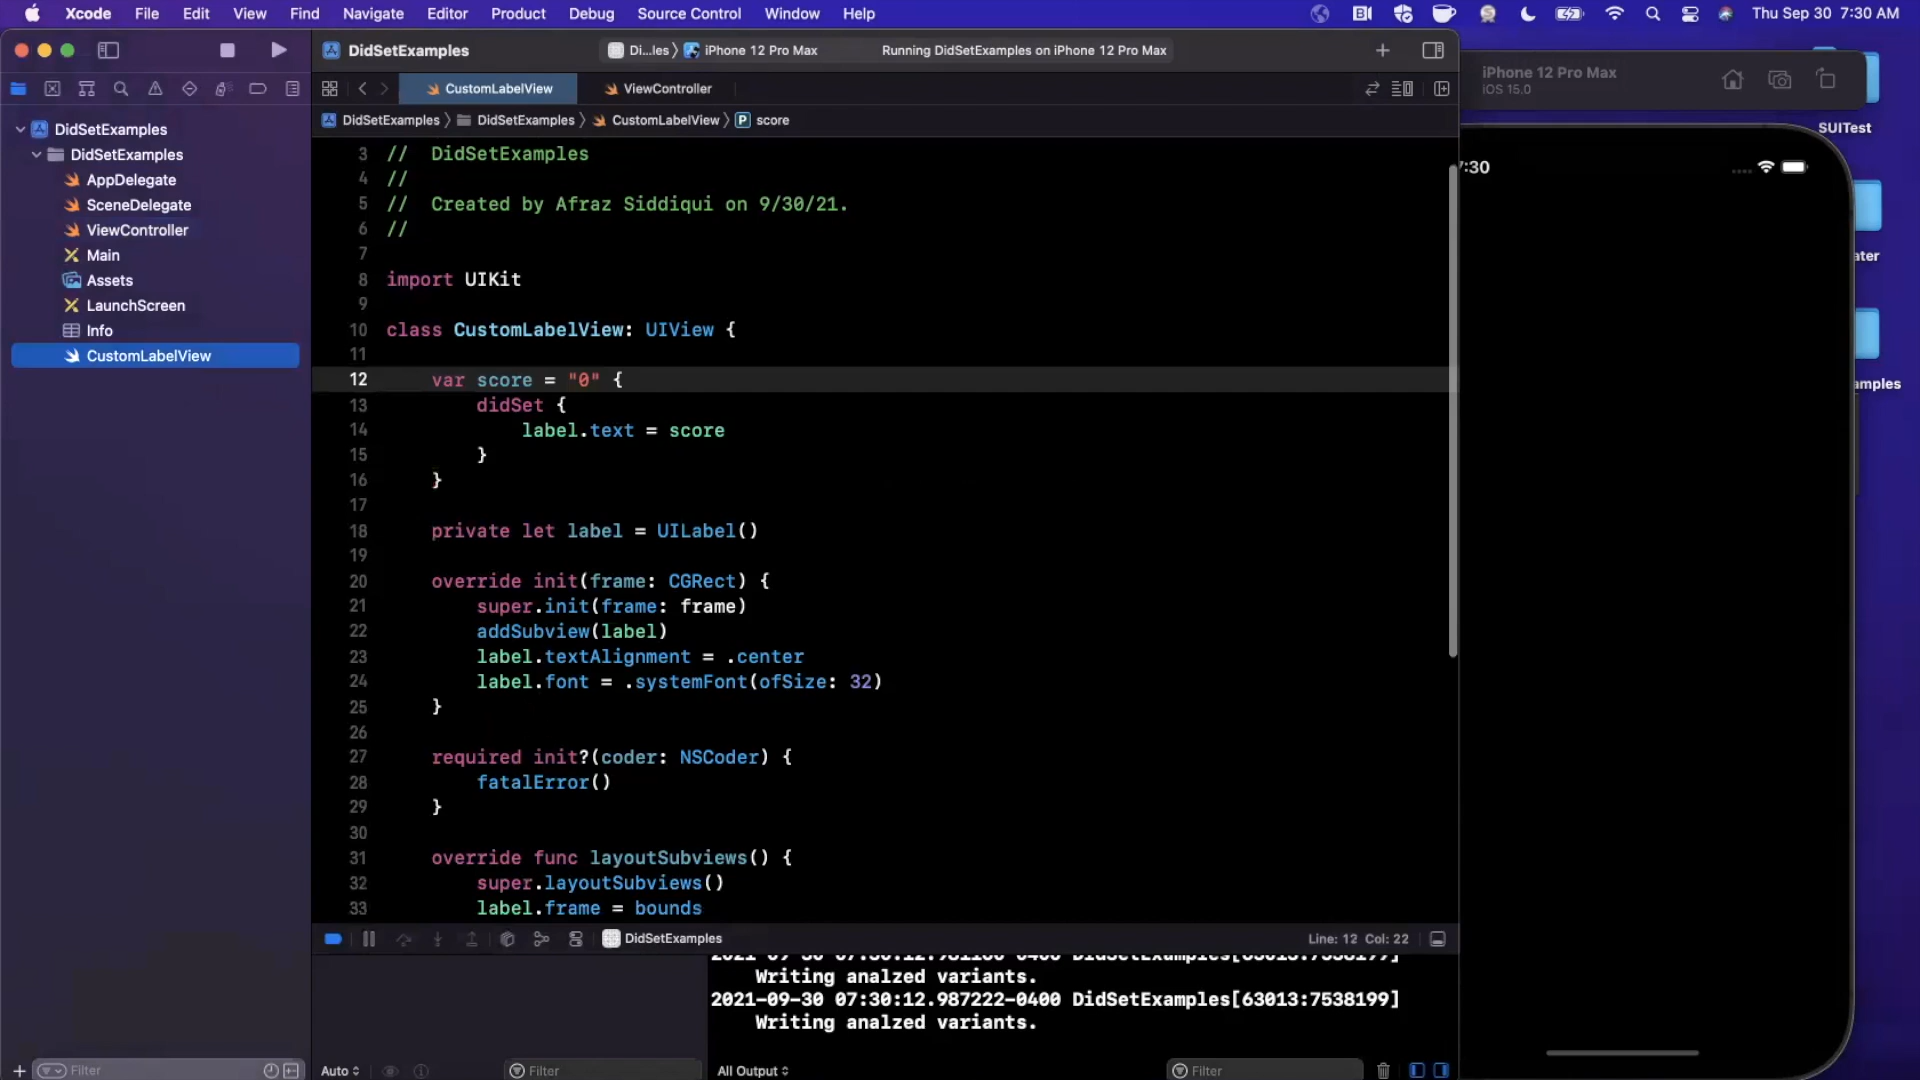 Xcode File Edit View Find Navigate Editor Product Debug Source Control Window Help Thu Sep 30 7:30 AM
DidSetExamples Di...les iPhone 12 Pro Max Running DidSetExamples on iPhone 12 Pro Max
iPhone 12 Pro Max
iOS 15.0
CustomLabelView ViewController
DidSetExamples DidSetExamples CustomLabelView P score
DidSetExamples
DidSetExamples
AppDelegate
SceneDelegate
ViewController
Main
Assets
LaunchScreen
Info
CustomLabelView
3 // DidSetExamples
4 //
5 // Created by Afraz Siddiqui on 9/30/21.
6 //
7
8 import UIKit
9
10 class CustomLabelView: UIView {
11
12 var score = "0" {
13 didSet {
14 label.text = score
15 }
16 }
17
18 private let label = UILabel()
19
20 override init(frame: CGRect) {
21 super.init(frame: frame)
22 addSubview(label)
23 label.textAlignment = .center
24 label.font = .systemFont(ofSize: 32)
25 }
26
27 required init?(coder: NSCoder) {
28 fatalError()
29 }
30
31 override func layoutSubviews() {
32 super.layoutSubviews()
33 label.frame = bounds
DidSetExamples Line: 12 Col: 22
Writing analzed variants.
2021-09-30 07:30:12.987222-0400 DidSetExamples[63013:7538199]
Writing analzed variants.
Filter Auto Filter All Output Filter
:30
SUITest
ater
amples